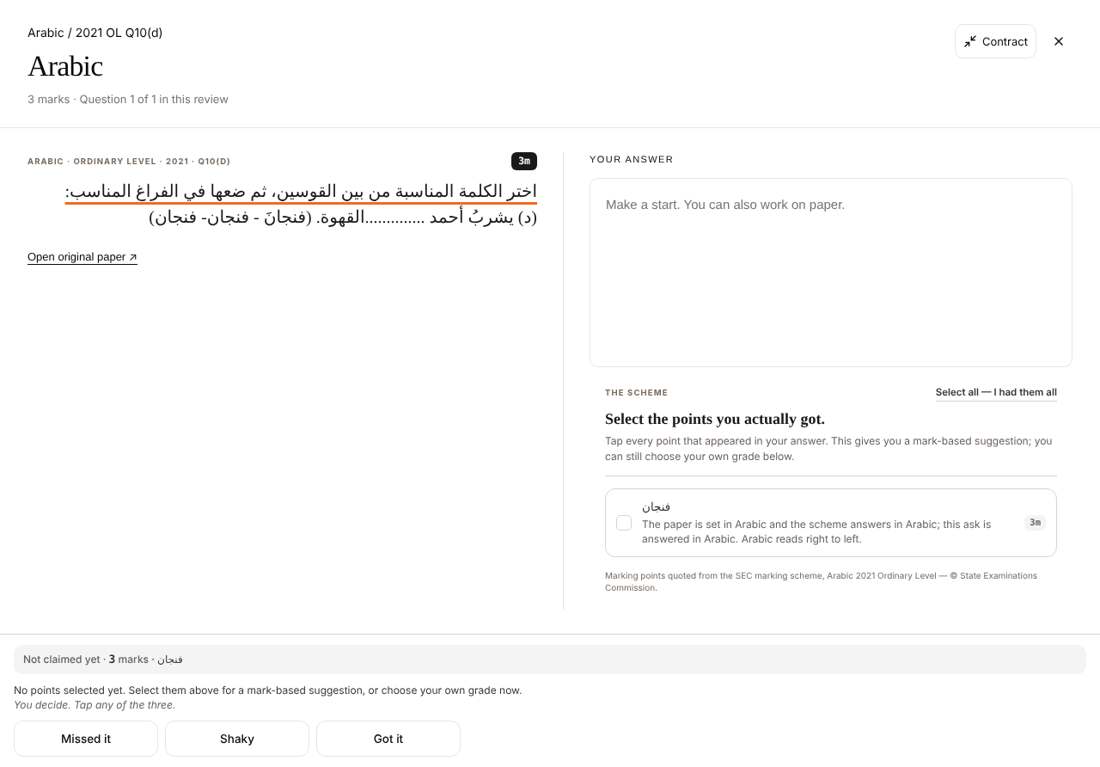 Arabic / 2021 OL Q10(d)
Arabic
3 marks · Question 1 of 1 in this review
Contract
ARABIC · ORDINARY LEVEL · 2021 · Q10(D)
3m
اختر الكلمة المناسبة من بين القوسين، ثم ضعها في الفراغ المناسب:
(د) يشربُ أحمد .............القهوة. (فنجانَ - فنجان- فنجان)
Open original paper ↗
YOUR ANSWER
Make a start. You can also work on paper.
THE SCHEME
Select all — I had them all
Select the points you actually got.
Tap every point that appeared in your answer. This gives you a mark-based suggestion; you
can still choose your own grade below.
فنجان
The paper is set in Arabic and the scheme answers in Arabic; this ask is
answered in Arabic. Arabic reads right to left.
3m
Marking points quoted from the SEC marking scheme, Arabic 2021 Ordinary Level — © State Examinations
Commission.
Not claimed yet · 3 marks · فنجان
No points selected yet. Select them above for a mark-based suggestion, or choose your own grade now.
You decide. Tap any of the three.
Missed it
Shaky
Got it